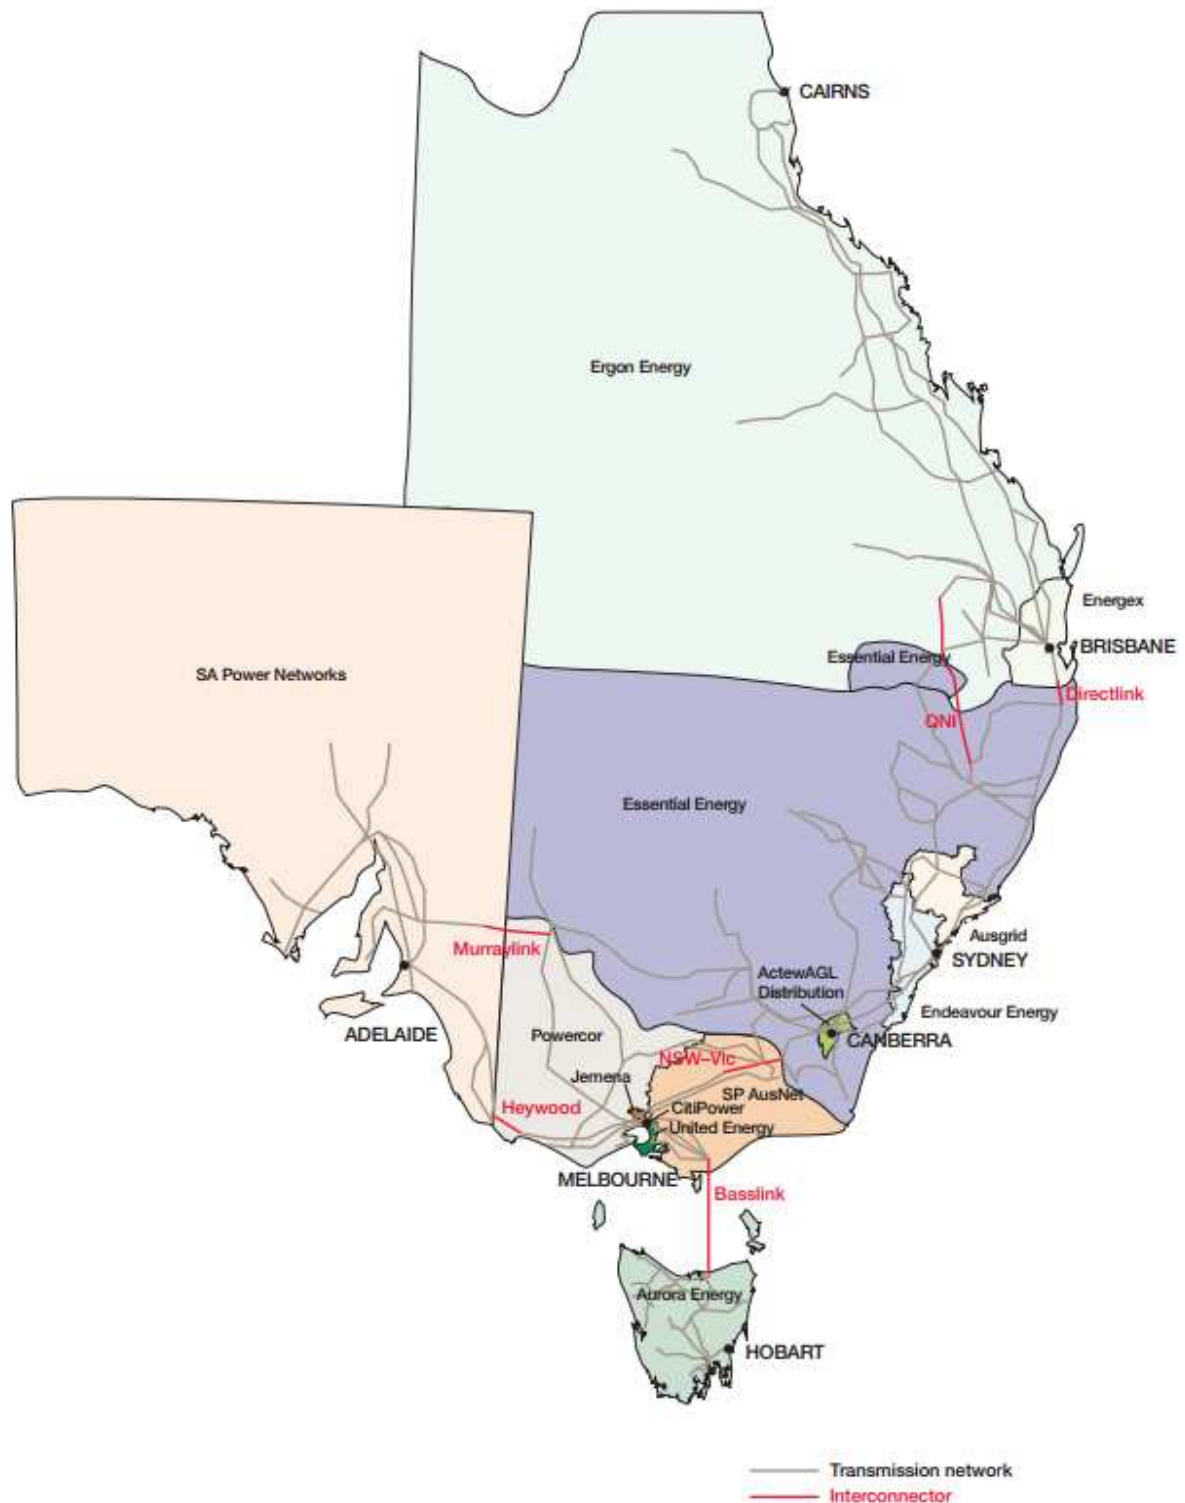 CAIRNS
Ergon Energy
Energex
BRISBANE
Essential Energy
SA Power Networks
Directlink
QNI
Essential Energy
Ausgrid
Murraylink
SYDNEY
ActewAGL
Distribution
Endeavour Energy
ADELAIDE
Powercor
CANBERRA
NSW–Vic
Jemena
SP AusNet
Heywood
CitiPower
United Energy
MELBOURNE
Basslink
Aurora Energy
HOBART
Transmission network
Interconnector